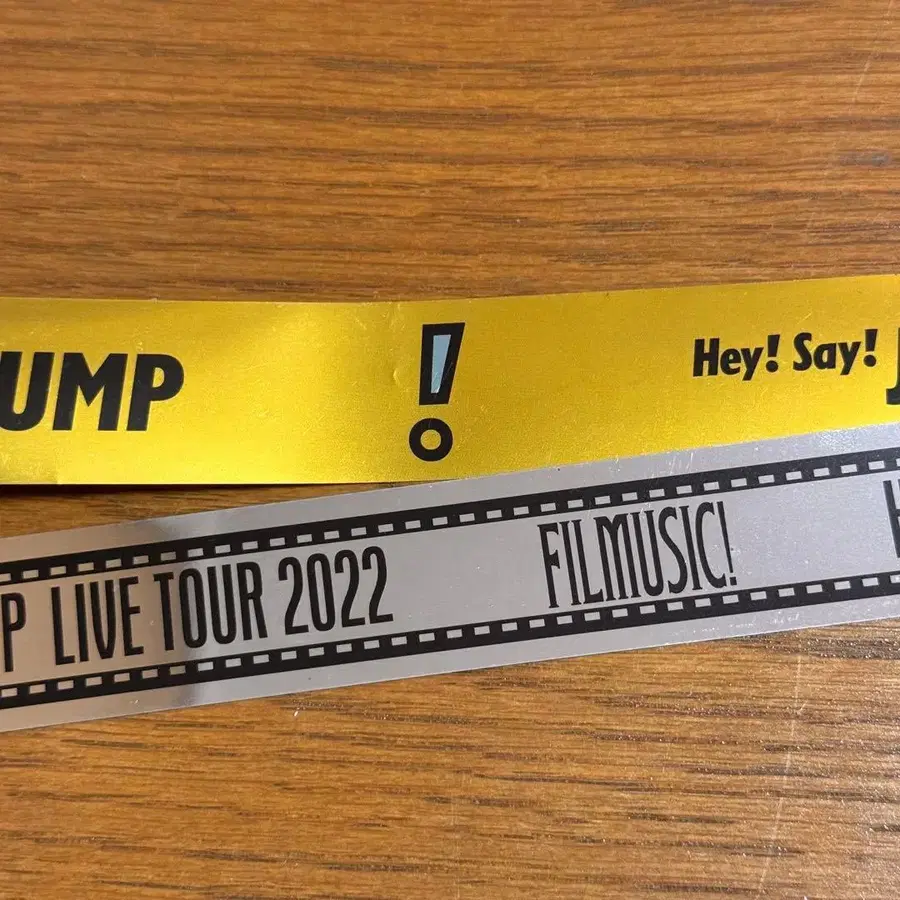 UMP ! Hey! Say! J
P LIVE TOUR 2022 FILMUSIC! H